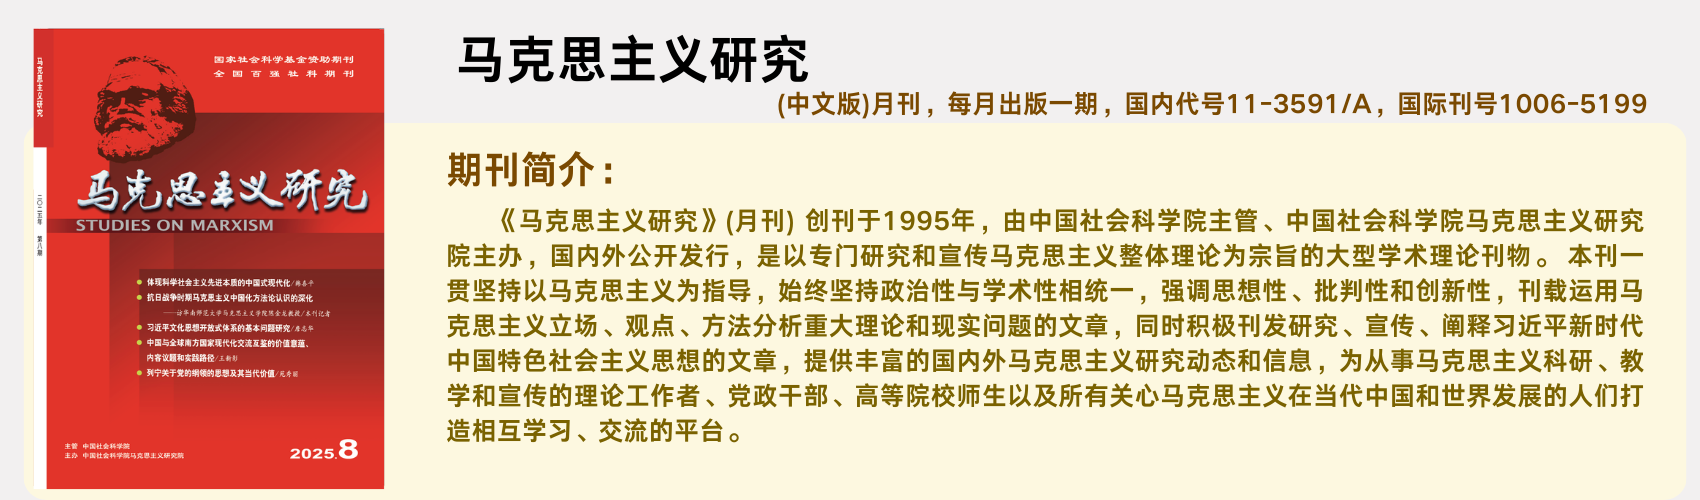 马克思主义研究
二〇二五年 第八期
国家社会科学基金资助期刊
全国百强社科期刊
马克思主义研究
STUDIES ON MARXISM
体现科学社会主义先进本质的中国式现代化/韩喜平
抗日战争时期马克思主义中国化方法论认识的深化
——访华南师范大学马克思主义学院陈金龙教授/本刊记者
习近平文化思想开放式体系的基本问题研究/唐志华
中国与全球南方国家现代化交流互鉴的价值意蕴、
内容议题和实践路径/王新影
列宁关于党的纲领的思想及其当代价值/苑秀丽
主管 中国社会科学院
主办 中国社会科学院马克思主义研究院
2025.8
马克思主义研究
(中文版)月刊，每月出版一期，国内代号11-3591/A，国际刊号1006-5199
期刊简介：
《马克思主义研究》(月刊) 创刊于1995年，由中国社会科学院主管、中国社会科学院马克思主义研究
院主办，国内外公开发行，是以专门研究和宣传马克思主义整体理论为宗旨的大型学术理论刊物。本刊一
贯坚持以马克思主义为指导，始终坚持政治性与学术性相统一，强调思想性、批判性和创新性，刊载运用马
克思主义立场、观点、方法分析重大理论和现实问题的文章，同时积极刊发研究、宣传、阐释习近平新时代
中国特色社会主义思想的文章，提供丰富的国内外马克思主义研究动态和信息，为从事马克思主义科研、教
学和宣传的理论工作者、党政干部、高等院校师生以及所有关心马克思主义在当代中国和世界发展的人们打
造相互学习、交流的平台。